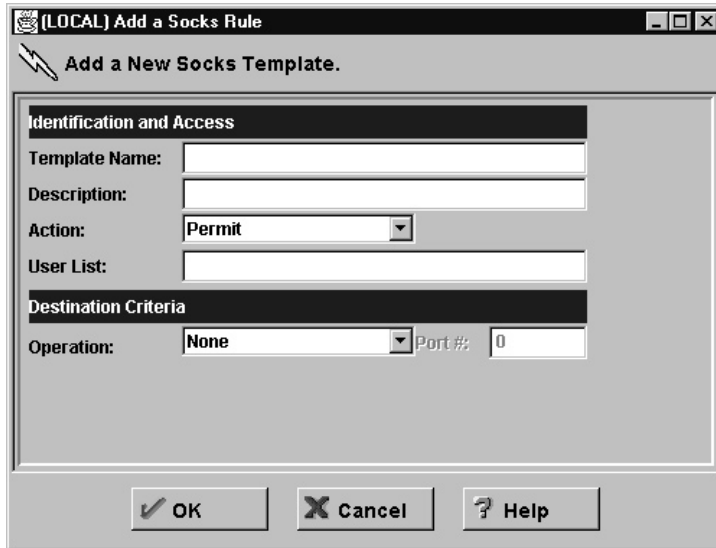 (LOCAL) Add a Socks Rule
Add a New Socks Template.
Identification and Access
Template Name:
Description:
Action: Permit
User List:
Destination Criteria
Operation: None Port #: 0
OK Cancel Help